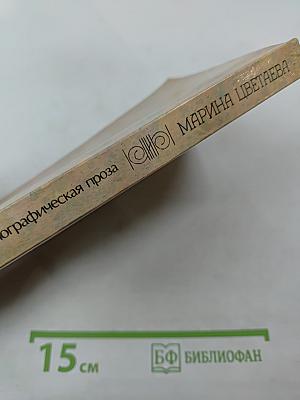 ографическая проза МАРИНА ЦВЕТАЕВА
15 см БФ БИБЛИОФАН